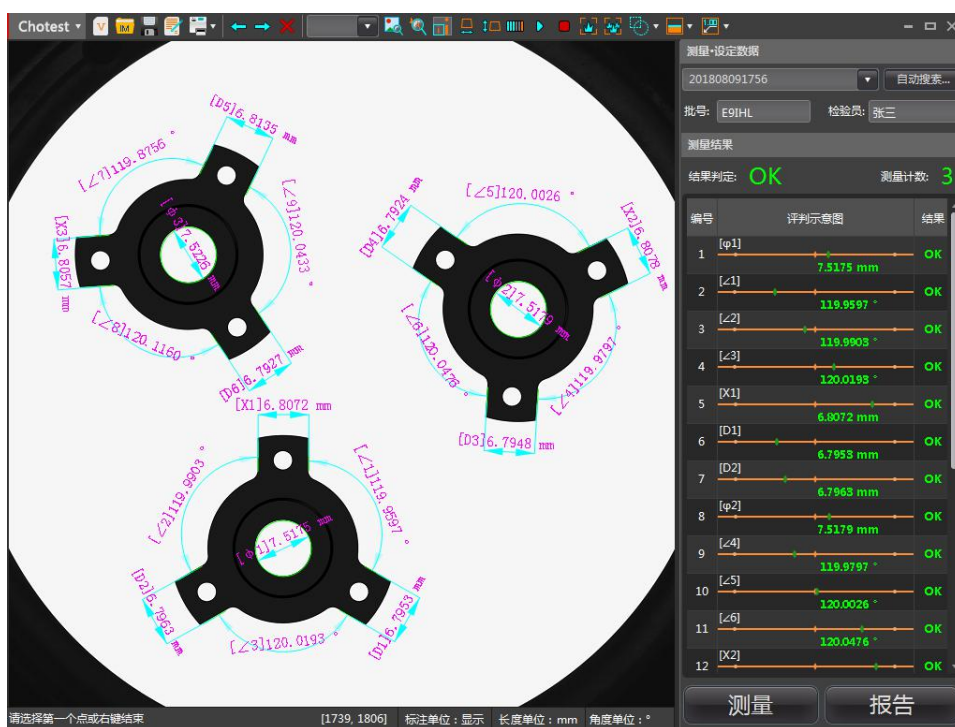 Chotest
V
IM
测量·设定数据
201808091756
自动搜索...
批号: E9IHL
检验员: 张三
测量结果
结果判定: OK
测量计数: 3
编号 评判示意图 结果
1 [φ1] 7.5175 mm OK
2 [∠1] 119.9597 ° OK
3 [∠2] 119.9903 ° OK
4 [∠3] 120.0193 ° OK
5 [X1] 6.8072 mm OK
6 [D1] 6.7953 mm OK
7 [D2] 6.7963 mm OK
8 [φ2] 7.5179 mm OK
9 [∠4] 119.9797 ° OK
10 [∠5] 120.0026 ° OK
11 [∠6] 120.0476 ° OK
12 [X2] OK
测量 报告
[D5]6.8135 mm
[∠7]119.8756 °
[∠9]120.0433 °
[φ3]7.5226 mm
[X3]6.8057 mm
[∠8]120.1160 °
[D6]6.7927 mm
[∠5]120.0026 °
[D4]6.7924 mm
[X2]6.8078 mm
[φ2]7.5179 mm
[∠6]120.0476 °
[∠4]119.9797 °
[D3]6.7948 mm
[X1]6.8072 mm
[∠2]119.9903 °
[∠1]119.9597 °
[φ1]7.5175 mm
[D2]6.7963 mm
[∠3]120.0193 °
[D1]6.7953 mm
请选择第一个点或右键结束
[1739, 1806]
标注单位：显示
长度单位：mm
角度单位：°